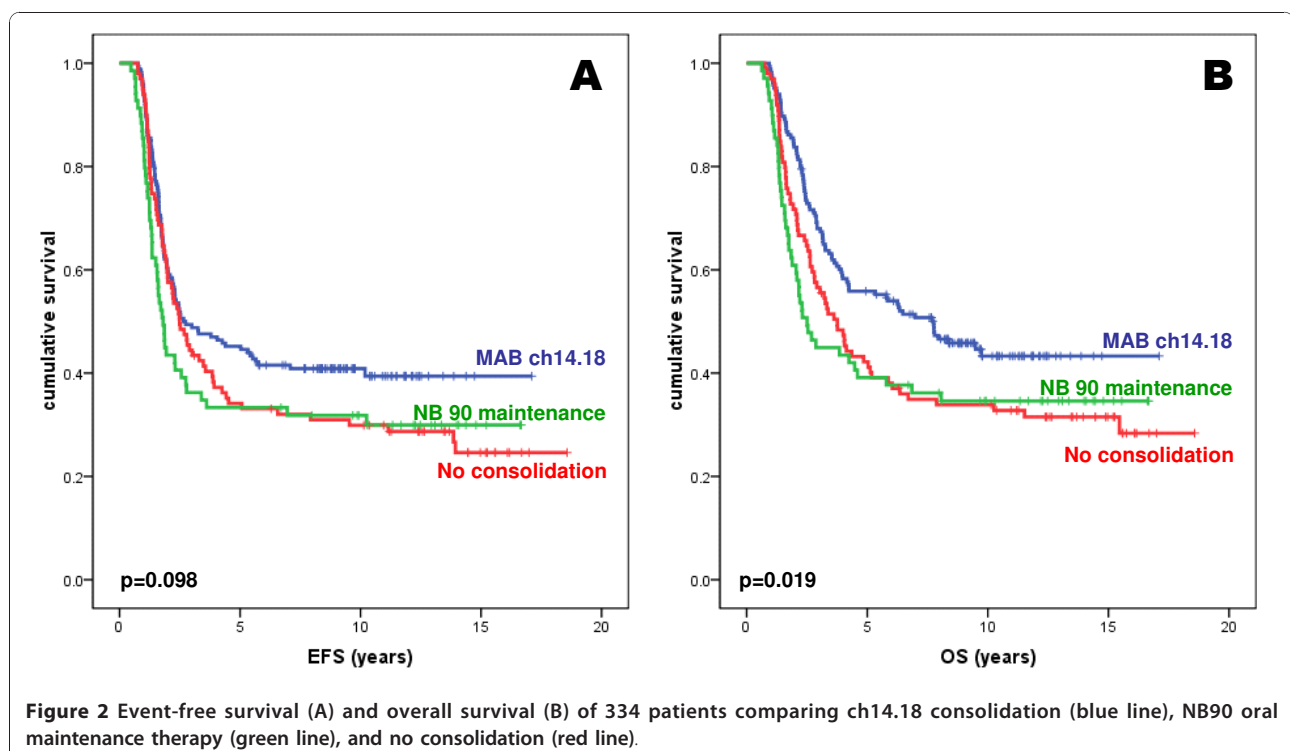 A
cumulative survival
1.0
0.8
0.6
0.4
0.2
0.0
MAB ch14.18
NB 90 maintenance
No consolidation
p=0.098
0 5 10 15 20
EFS (years)
B
cumulative survival
1.0
0.8
0.6
0.4
0.2
0.0
MAB ch14.18
NB 90 maintenance
No consolidation
p=0.019
0 5 10 15 20
OS (years)
Figure 2 Event-free survival (A) and overall survival (B) of 334 patients comparing ch14.18 consolidation (blue line), NB90 oral
maintenance therapy (green line), and no consolidation (red line).